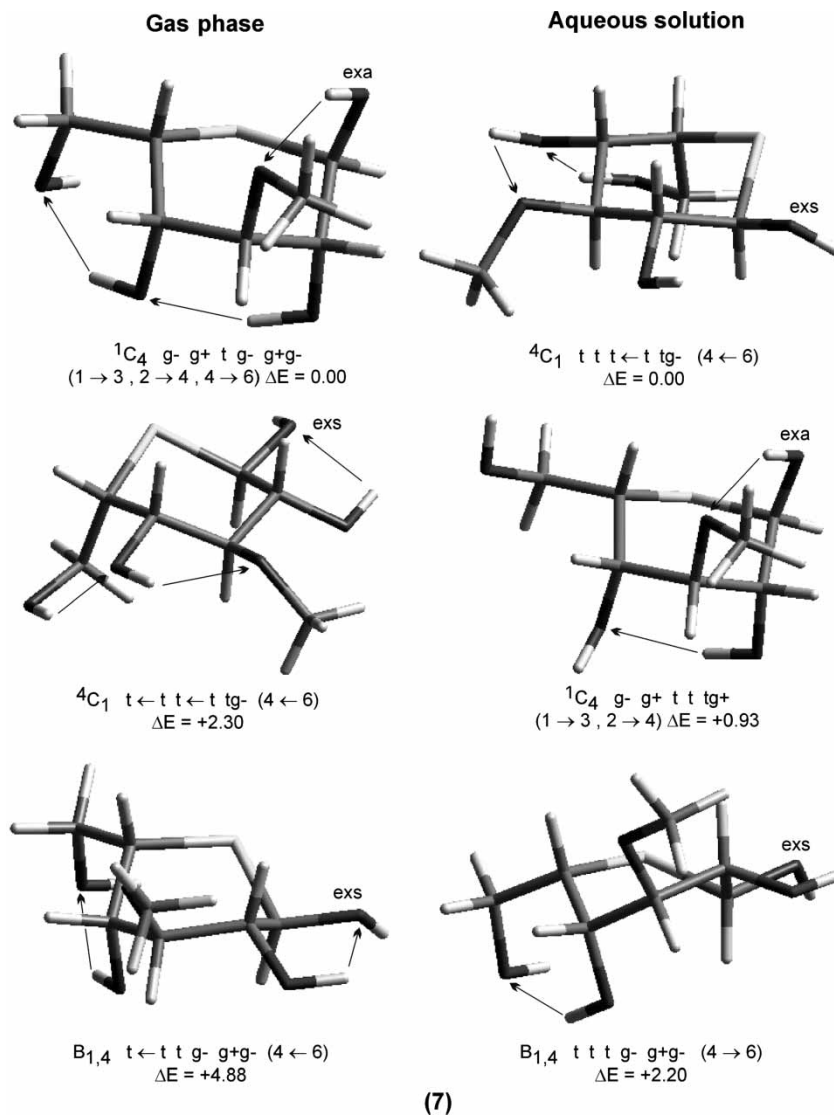 Gas phase
Aqueous solution
exa
exs
¹C₄ g- g+ t g- g+g-
(1 → 3 , 2 → 4 , 4 → 6) ΔE = 0.00
⁴C₁ t t t ← t tg- (4 ← 6)
ΔE = 0.00
exs
exa
⁴C₁ t ← t t ← t tg- (4 ← 6)
ΔE = +2.30
¹C₄ g- g+ t t tg+
(1 → 3 , 2 → 4) ΔE = +0.93
exs
exs
B₁,₄ t ← t t g- g+g- (4 ← 6)
ΔE = +4.88
B₁,₄ t t t g- g+g- (4 → 6)
ΔE = +2.20
(7)